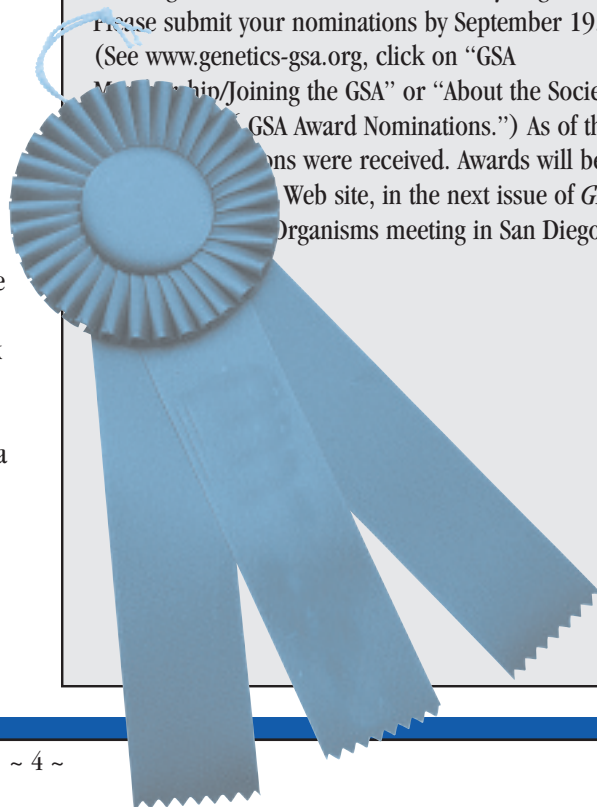 Please submit your nominations by September 19.
(See www.genetics-gsa.org, click on “GSA
Membership/Joining the GSA” or “About the Socie
GSA Award Nominations.”) As of th
ons were received. Awards will be
Web site, in the next issue of G
Organisms meeting in San Diego
e
a
~ 4 ~